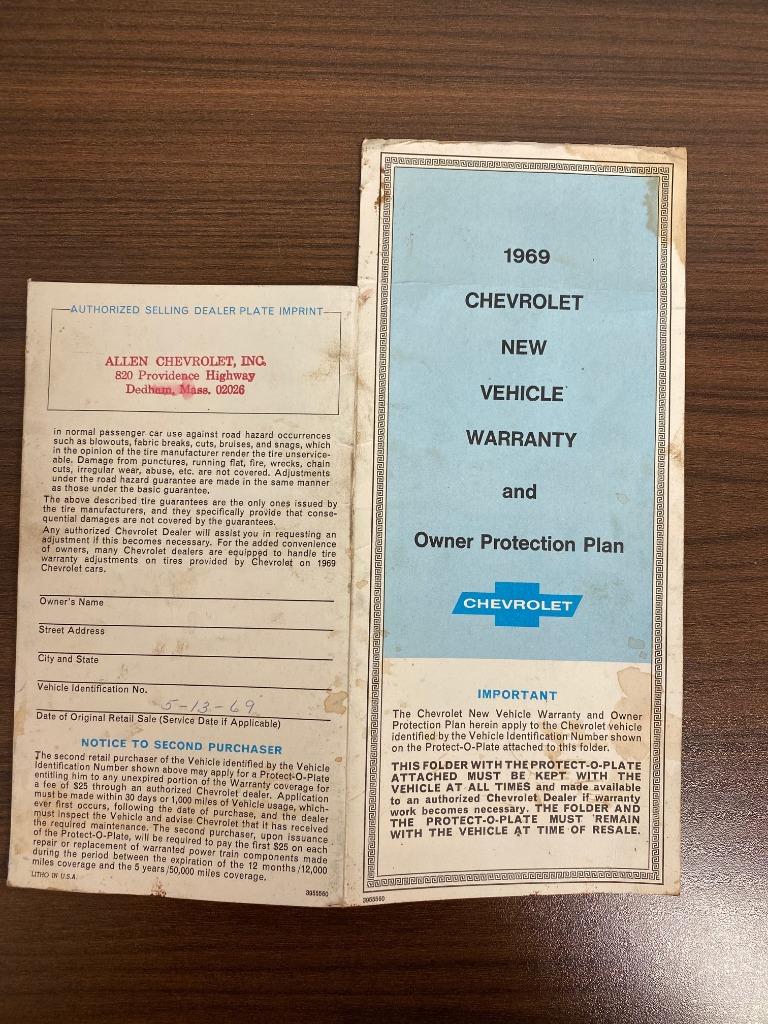 AUTHORIZED SELLING DEALER PLATE IMPRINT
ALLEN CHEVROLET, INC.
820 Providence Highway
Dedham, Mass. 02026
in normal passenger car use against road hazard occurrences
such as blowouts, fabric breaks, cuts, bruises, and snags, which
in the opinion of the tire manufacturer render the tire unservice-
able. Damage from punctures, running flat, fire, wrecks, chain
cuts, irregular wear, abuse, etc. are not covered. Adjustments
under the road hazard guarantee are made in the same manner
as those under the basic guarantee.
The above described tire guarantees are the only ones issued by
the tire manufacturers, and they specifically provide that conse-
quential damages are not covered by the guarantees.
Any authorized Chevrolet Dealer will assist you in requesting an
adjustment if this becomes necessary. For the added convenience
of owners, many Chevrolet dealers are equipped to handle tire
warranty adjustments on tires provided by Chevrolet on 1969
Chevrolet cars.
Owner's Name
Street Address
City and State
Vehicle Identification No.
5-13-69
Date of Original Retail Sale (Service Date if Applicable)
NOTICE TO SECOND PURCHASER
The second retail purchaser of the Vehicle identified by the Vehicle
Identification Number shown above may apply for a Protect-O-Plate
entitling him to any unexpired portion of the Warranty coverage for
a fee of $25 through an authorized Chevrolet dealer. Application
must be made within 30 days or 1,000 miles of Vehicle usage, which-
ever first occurs, following the date of purchase, and the dealer
must inspect the Vehicle and advise Chevrolet that it has received
the required maintenance. The second purchaser, upon issuance
of the Protect-O-Plate, will be required to pay the first $25 on each
repair or replacement of warranted power train components made
during the period between the expiration of the 12 months/12,000
miles coverage and the 5 years/50,000 miles coverage.
LITHO IN U.S.A.
3955560
1969
CHEVROLET
NEW
VEHICLE
WARRANTY
and
Owner Protection Plan
CHEVROLET
IMPORTANT
The Chevrolet New Vehicle Warranty and Owner
Protection Plan herein apply to the Chevrolet vehicle
identified by the Vehicle Identification Number shown
on the Protect-O-Plate attached to this folder.
THIS FOLDER WITH THE PROTECT-O-PLATE
ATTACHED MUST BE KEPT WITH THE
VEHICLE AT ALL TIMES and made available
to an authorized Chevrolet Dealer if warranty
work becomes necessary. THE FOLDER AND
THE PROTECT-O-PLATE MUST REMAIN
WITH THE VEHICLE AT TIME OF RESALE.
3955560